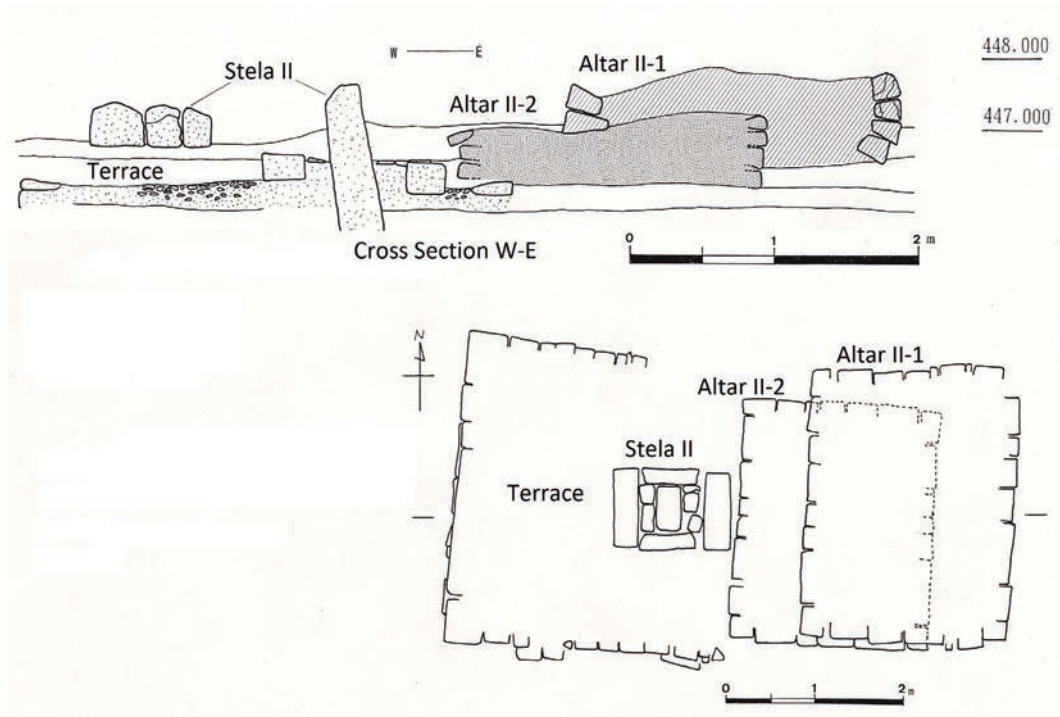 W E
448.000
Stela II
Altar II-1
Altar II-2
447.000
Terrace
Cross Section W-E
0 1 2 m
N
Altar II-1
Altar II-2
Stela II
Terrace
0 1 2 m